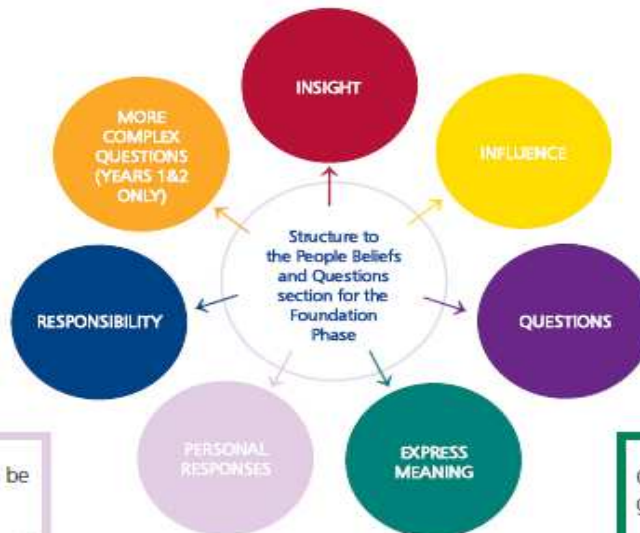 INSIGHT
MORE
COMPLEX
QUESTIONS
(YEARS 1&2
ONLY)
INFLUENCE
Structure to
the People Beliefs
and Questions
section for the
Foundation
Phase
RESPONSIBILITY
QUESTIONS
PERSONAL
RESPONSES
EXPRESS
MEANING
be